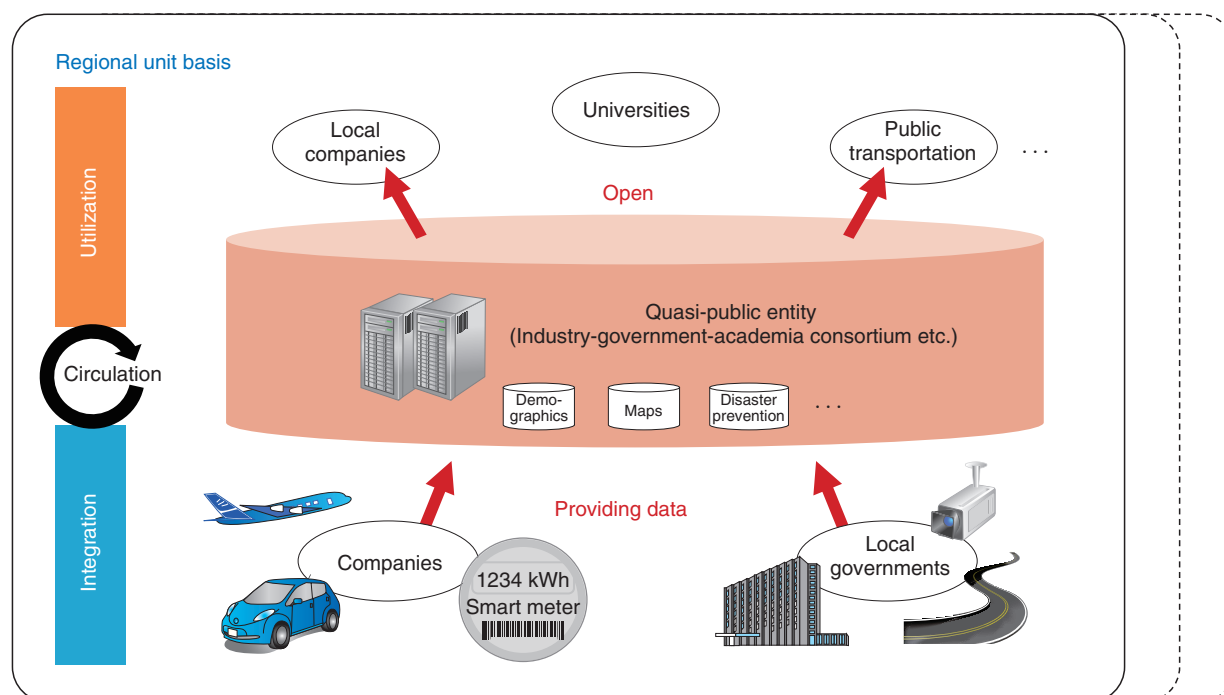 Regional unit basis
Universities
Local
companies
Public
transportation
. . .
Open
Utilization
Quasi-public entity
(Industry-government-academia consortium etc.)
Circulation
Demo-
graphics
Maps
Disaster
prevention
. . .
Integration
Providing data
Companies
1234 kWh
Smart meter
Local
governments